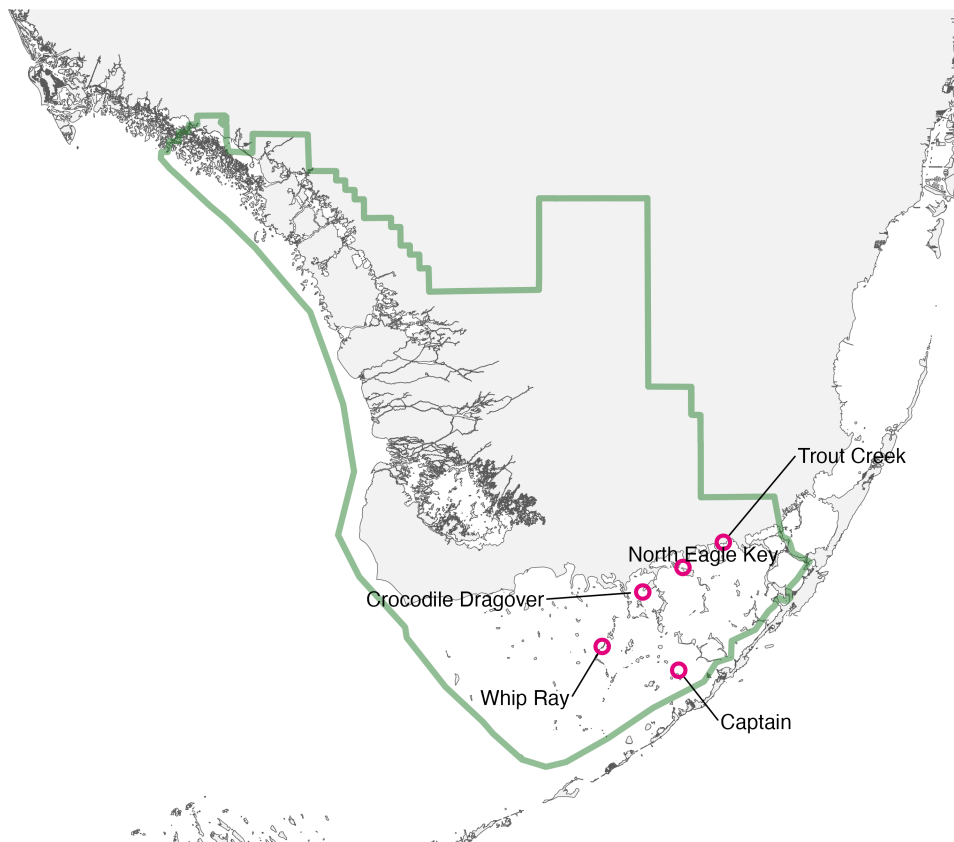 Trout Creek
North Eagle Key
Crocodile Dragover
Whip Ray
Captain